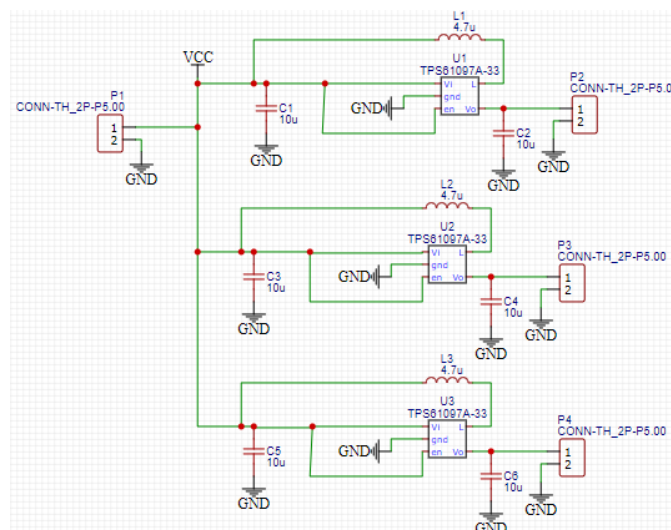 L1
4.7u
U1
TPS61097A-33
VCC
P1
CONN-TH_2P-P5.00
1
2
GND
C1
10u
GND
GND
Vi
gnd
en
L
Vo
C2
10u
GND
P2
CONN-TH_2P-P5.0
1
2
GND
L2
4.7u
U2
TPS61097A-33
C3
10u
GND
GND
Vi
gnd
en
L
Vo
C4
10u
GND
P3
CONN-TH_2P-P5.00
1
2
GND
L3
4.7u
U3
TPS61097A-33
C5
10u
GND
GND
Vi
gnd
en
L
Vo
C6
10u
GND
P4
CONN-TH_2P-P5.00
1
2
GND